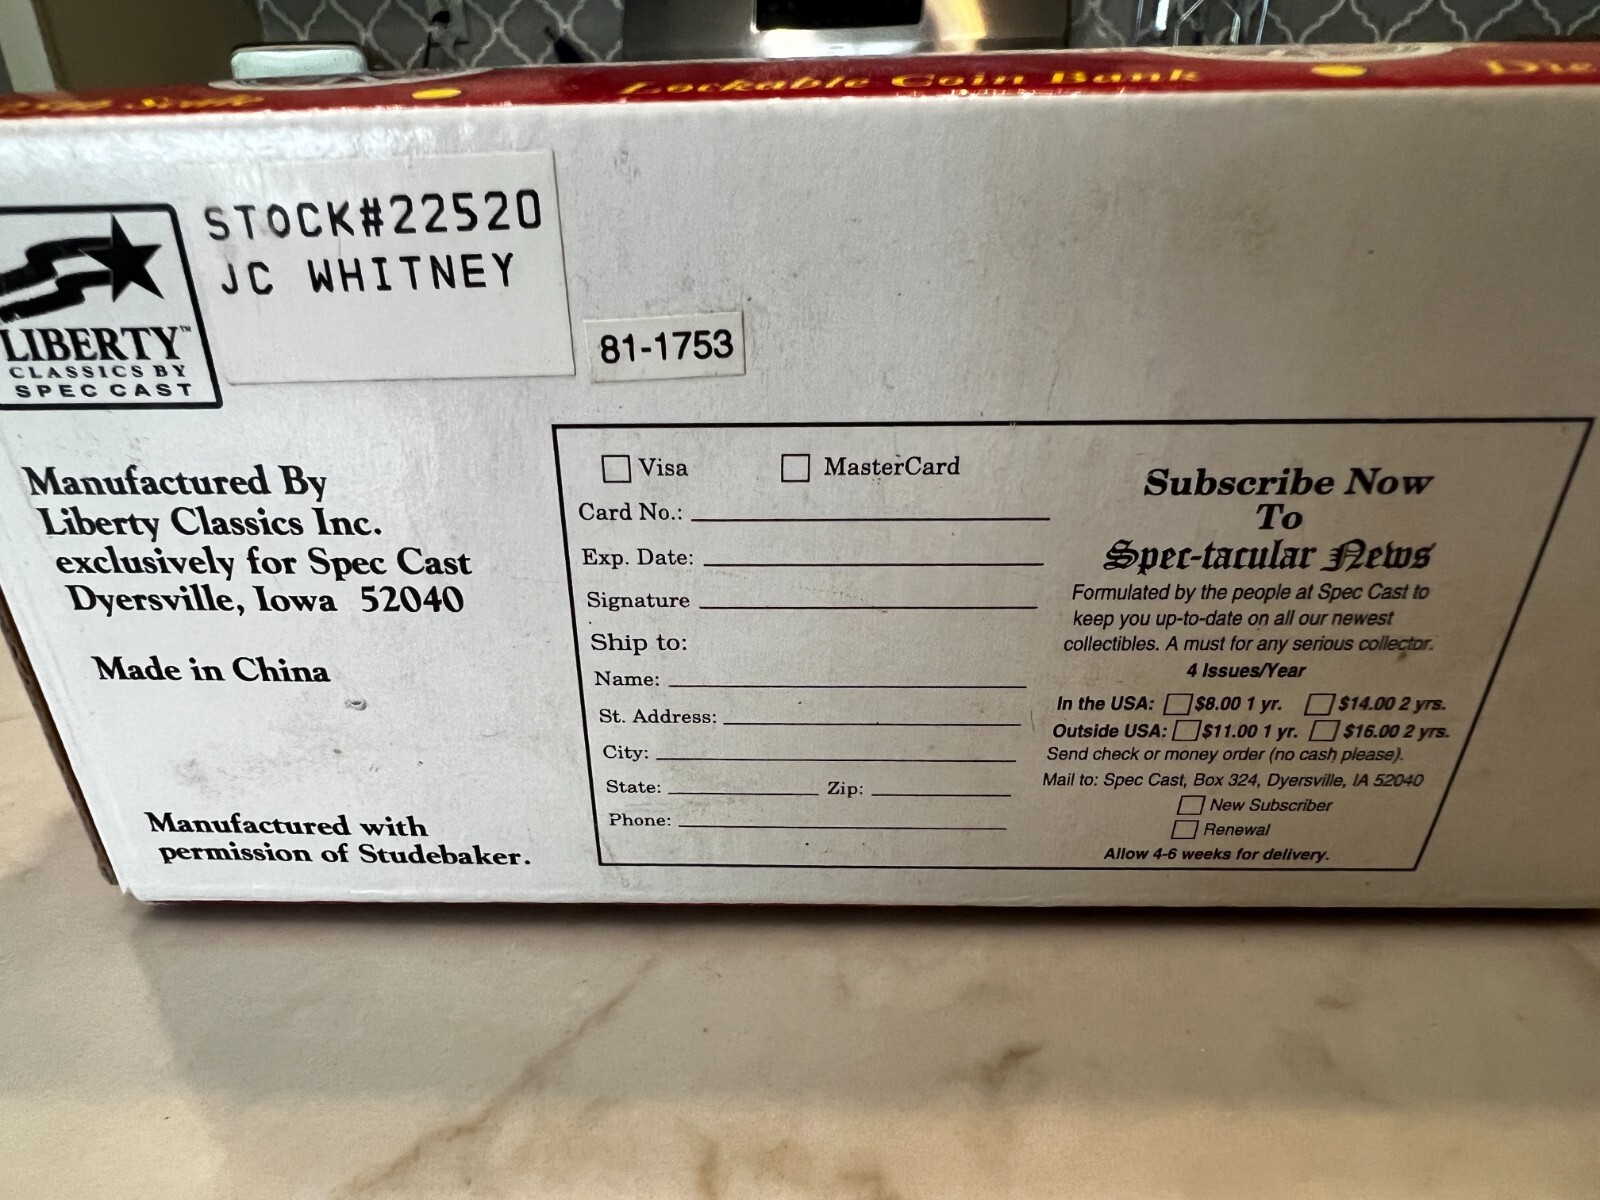 Lockable Coin Bank
STOCK#22520
JC WHITNEY
LIBERTY™
CLASSICS BY
SPEC CAST
81-1753
Manufactured By
Liberty Classics Inc.
exclusively for Spec Cast
Dyersville, Iowa 52040
Made in China
Manufactured with
permission of Studebaker.
Visa MasterCard
Card No.:
Exp. Date:
Signature
Ship to:
Name:
St. Address:
City:
State: Zip:
Phone:
Subscribe Now
To
Spec-tacular News
Formulated by the people at Spec Cast to
keep you up-to-date on all our newest
collectibles. A must for any serious collector.
4 Issues/Year
In the USA: $8.00 1 yr. $14.00 2 yrs.
Outside USA: $11.00 1 yr. $16.00 2 yrs.
Send check or money order (no cash please).
Mail to: Spec Cast, Box 324, Dyersville, IA 52040
New Subscriber
Renewal
Allow 4-6 weeks for delivery.